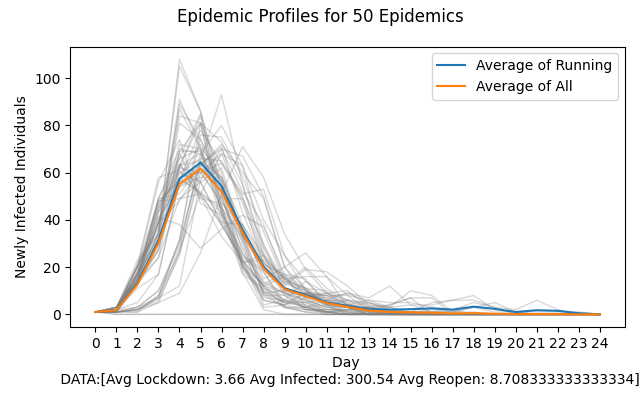 Epidemic Profiles for 50 Epidemics
Average of Running
Average of All
Newly Infected Individuals
100
80
60
40
20
0
0 1 2 3 4 5 6 7 8 9 10 11 12 13 14 15 16 17 18 19 20 21 22 23 24
Day
DATA:[Avg Lockdown: 3.66 Avg Infected: 300.54 Avg Reopen: 8.708333333333334]